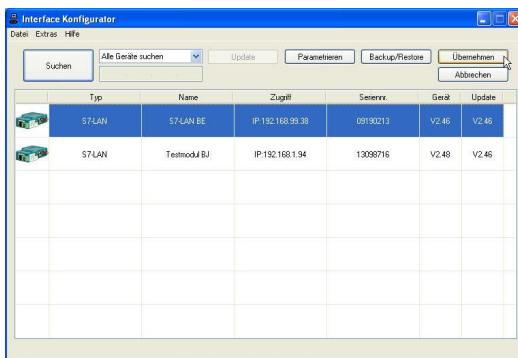 Interface Konfigurator
Datei Extras Hilfe
Suchen
Alle Geräte suchen
Update
Parametrieren
Backup/Restore
Übernehmen
Abbrechen
Typ Name Zugriff Seriennr. Gerät Update
S7-LAN S7-LAN BE IP:192.168.99.38 09190213 V2.46 V2.46
S7-LAN Testmodul BJ IP:192.168.1.94 13098716 V2.48 V2.46